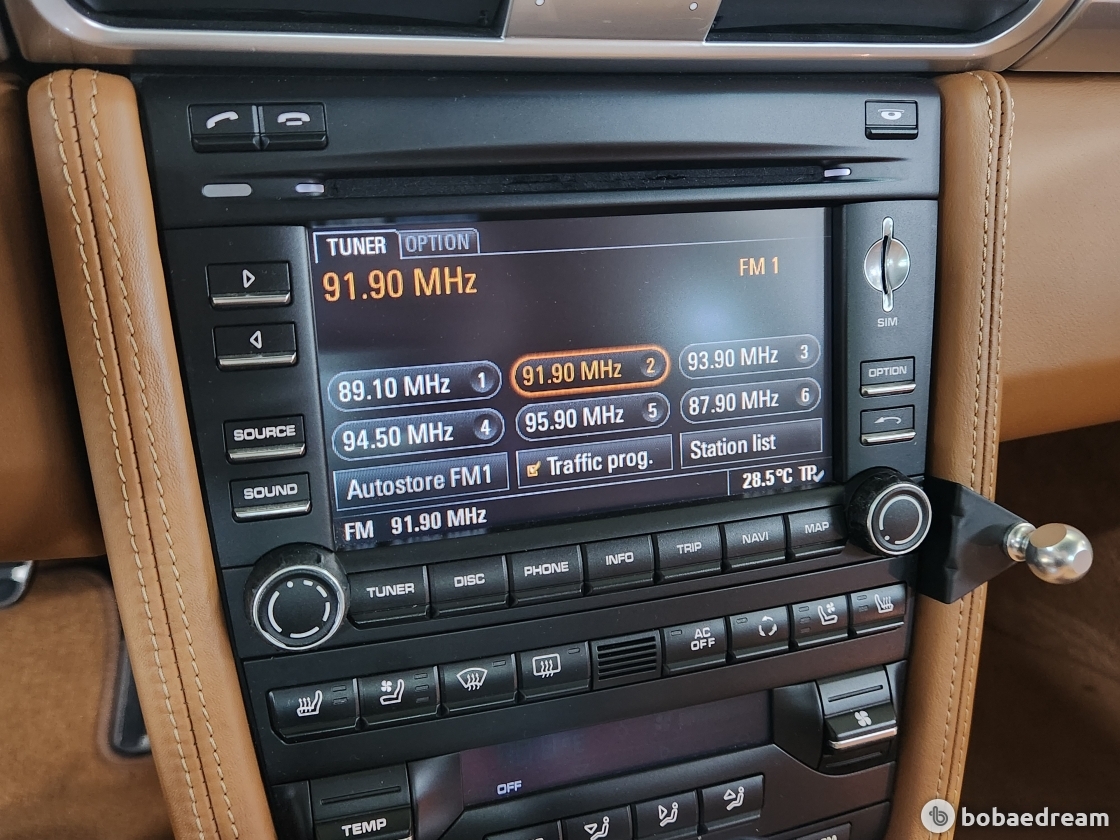 TUNER OPTION
91.90 MHz FM 1
89.10 MHz 1 91.90 MHz 2 93.90 MHz 3
94.50 MHz 4 95.90 MHz 5 87.90 MHz 6
Autostore FM1 Traffic prog. Station list
28.5°C TP
FM 91.90 MHz
SOURCE
SOUND
SIM
OPTION
TUNER DISC PHONE INFO TRIP NAVI MAP
AC
OFF
OFF
TEMP
bobaedream